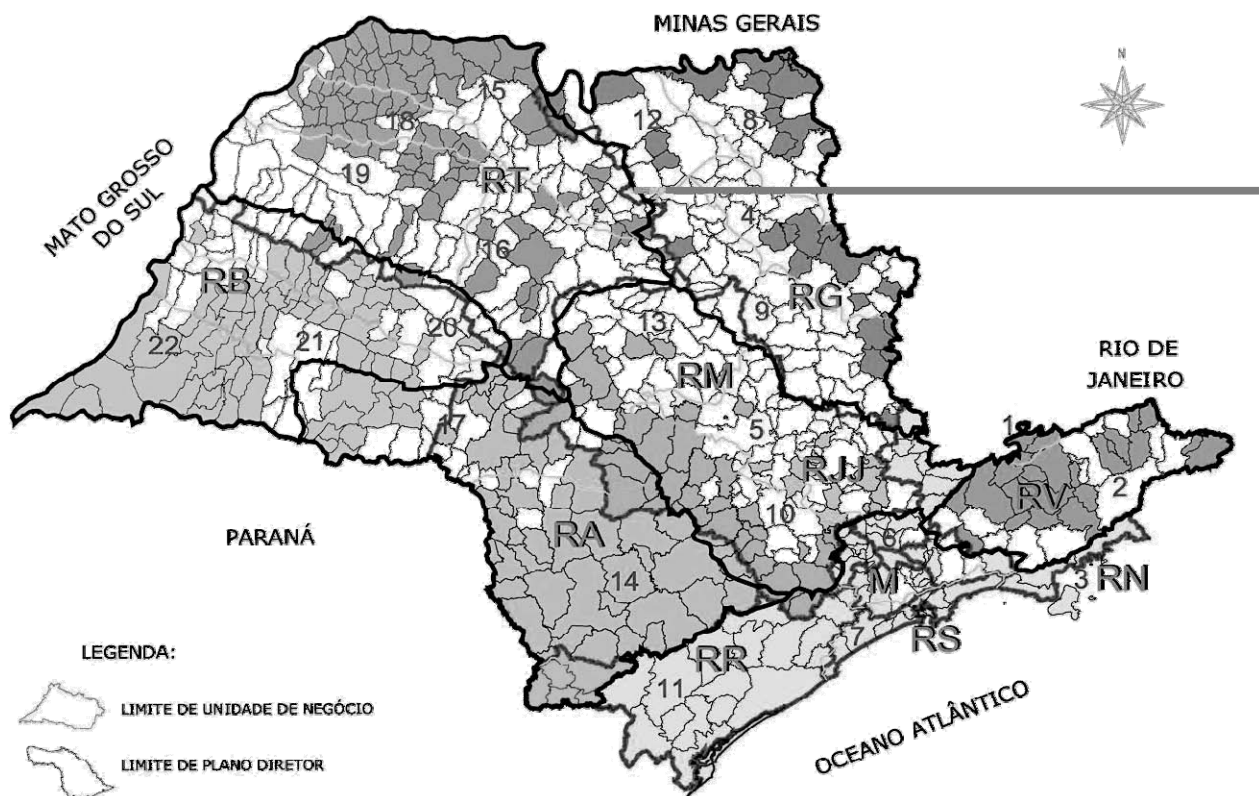 MINAS GERAIS
N
15
18
12
8
19
RT
MATO GROSSO
DO SUL
4
16
RB
RG
20
13
9
22
21
RM
RIO DE
JANEIRO
17
5
1
RJJ
RV
2
PARANÁ
RA
10
6
14
M
3
RN
7
RS
LEGENDA:
RR
11
LIMITE DE UNIDADE DE NEGÓCIO
OCEANO ATLÂNTICO
LIMITE DE PLANO DIRETOR